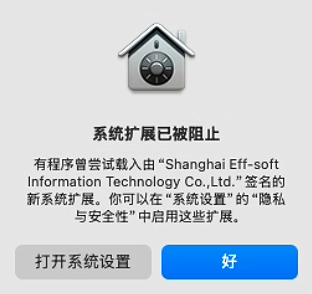 系统扩展已被阻止
有程序曾尝试载入由“Shanghai Eff-soft
Information Technology Co.,Ltd.”签名的
新系统扩展。你可以在“系统设置”的“隐私
与安全性”中启用这些扩展。
打开系统设置
好